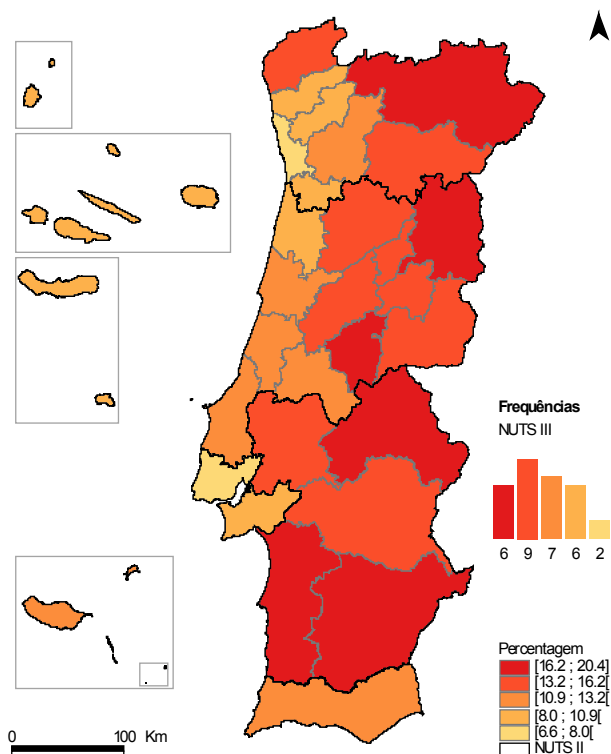 Frequências
NUTS III
6 9 7 6 2
Percentagem
[16.2 ; 20.4]
[13.2 ; 16.2[
[10.9 ; 13.2[
[8.0 ; 10.9[
[6.6 ; 8.0[
NUTS II
0 100 Km